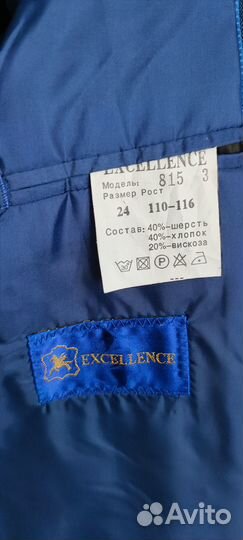 EXCELLENCE
Модель: 815 3
Размер Рост
24 110-116
Состав: 40%-шерсть
40%-хлопок
20%-вискоза
P A
EXCELLENCE
Avito